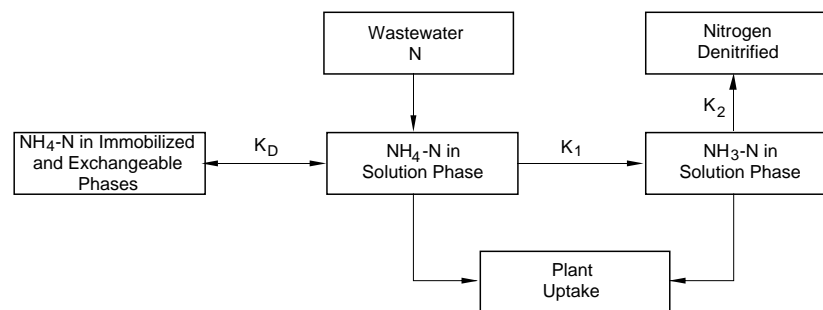 Wastewater
N
Nitrogen
Denitrified
K2
NH4-N in Immobilized
and Exchangeable
Phases
KD
NH4-N in
Solution Phase
K1
NH3-N in
Solution Phase
Plant
Uptake